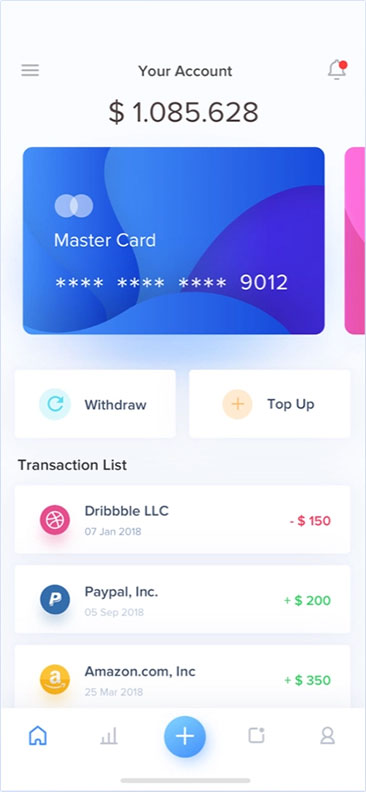 Your Account
$ 1.085.628
Master Card
**** **** **** 9012
Withdraw
Top Up
Transaction List
Dribbble LLC
07 Jan 2018
- $ 150
Paypal, Inc.
05 Sep 2018
+ $ 200
Amazon.com, Inc
25 Mar 2018
+ $ 350